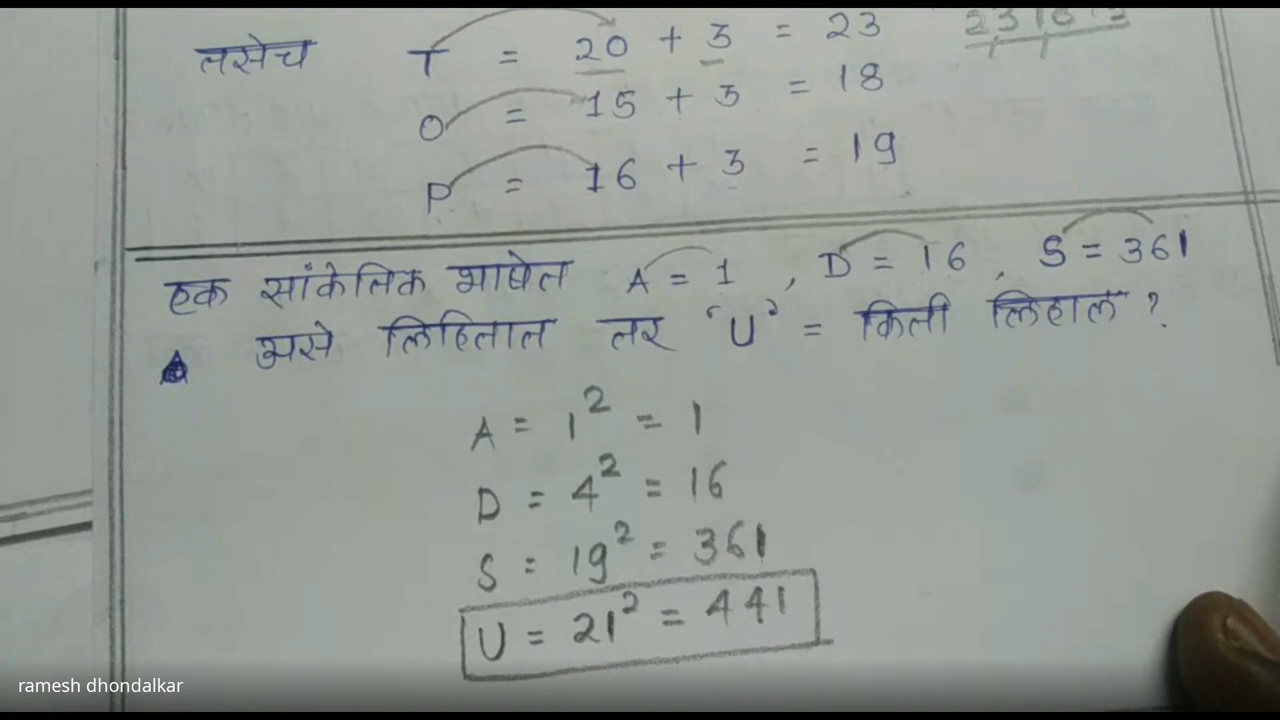 231819
तसेच T = 20 + 3 = 23
O = 15 + 3 = 18
P = 16 + 3 = 19
एक सांकेतिक भाषेत A = 1 , D = 16 , S = 361
असे लिहितात तर 'U' = किती लिहाल ?
A = 1² = 1
D = 4² = 16
S = 19² = 361
U = 21² = 441
ramesh dhondalkar